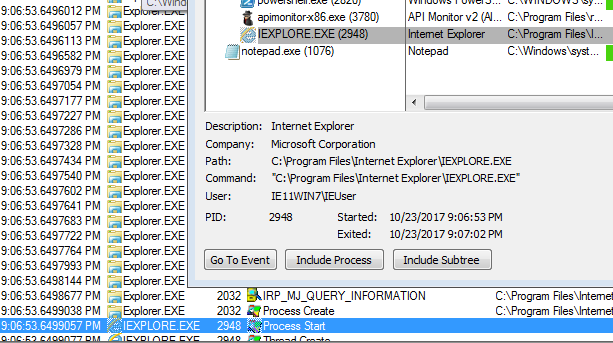 9:06:53.6496012 PM Explorer.EXE
9:06:53.6496057 PM Explorer.EXE
9:06:53.6496113 PM Explorer.EXE
9:06:53.6496582 PM Explorer.EXE
9:06:53.6496979 PM Explorer.EXE
9:06:53.6497054 PM Explorer.EXE
9:06:53.6497177 PM Explorer.EXE
9:06:53.6497227 PM Explorer.EXE
9:06:53.6497286 PM Explorer.EXE
9:06:53.6497328 PM Explorer.EXE
9:06:53.6497434 PM Explorer.EXE
9:06:53.6497540 PM Explorer.EXE
9:06:53.6497602 PM Explorer.EXE
9:06:53.6497641 PM Explorer.EXE
9:06:53.6497683 PM Explorer.EXE
9:06:53.6497722 PM Explorer.EXE
9:06:53.6497764 PM Explorer.EXE
9:06:53.6497993 PM Explorer.EXE
9:06:53.6498144 PM Explorer.EXE
9:06:53.6498677 PM Explorer.EXE 2032 IRP_MJ_QUERY_INFORMATION C:\Program Files\Internet
9:06:53.6499038 PM Explorer.EXE 2032 Process Create C:\Program Files\Internet
9:06:53.6499057 PM IEXPLORE.EXE 2948 Process Start
9:06:53.6499077 PM IEXPLORE.EXE 2948 Thread Create
C:\Wind
powershell.exe (2820) Windows PowerS... C:\Windows\Syst
apimonitor-x86.exe (3780) API Monitor v2 (Al... C:\Program Files\r
IEXPLORE.EXE (2948) Internet Explorer C:\Program Files\I...
notepad.exe (1076) Notepad C:\Windows\syst...
Description: Internet Explorer
Company: Microsoft Corporation
Path: C:\Program Files\Internet Explorer\IEXPLORE.EXE
Command: "C:\Program Files\Internet Explorer\IEXPLORE.EXE"
User: IE11WIN7\IEUser
PID: 2948 Started: 10/23/2017 9:06:53 PM
Exited: 10/23/2017 9:07:02 PM
Go To Event Include Process Include Subtree